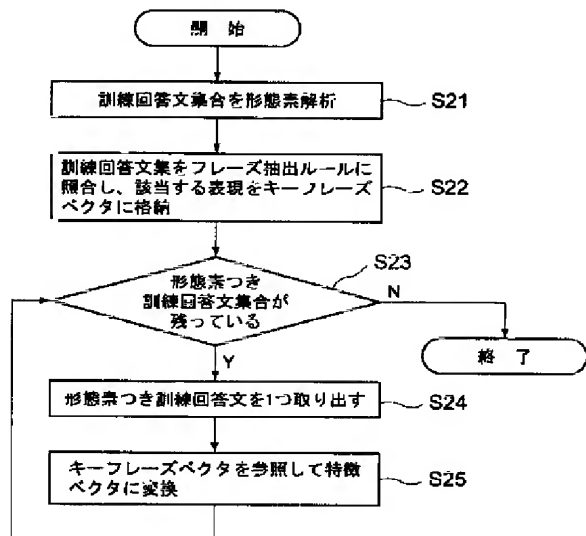 開 始
訓練回答文集合を形態素解析
S21
訓練回答文集をフレーズ抽出ルールに
照合し、該当する表現をキーフレーズ
ベクタに格納
S22
S23
形態素つき
訓練回答文集合が
残っている
N
Y
終 了
形態素つき訓練回答文を1つ取り出す
S24
キーフレーズベクタを参照して特徴
ベクタに変換
S25